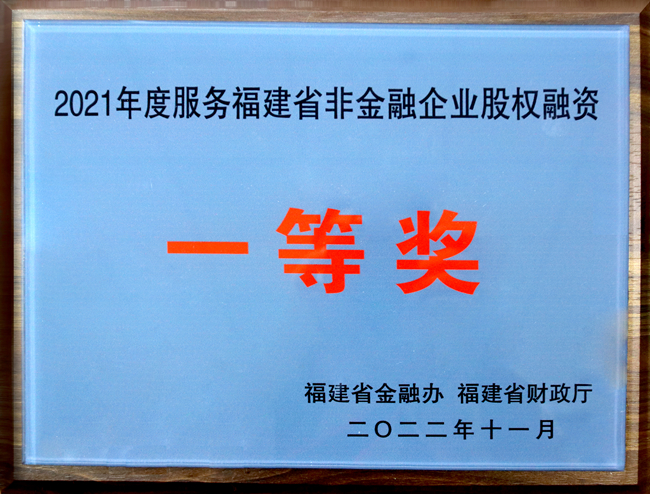 2021年度服务福建省非金融企业股权融资
一等奖
福建省金融办 福建省财政厅
二〇二二年十一月